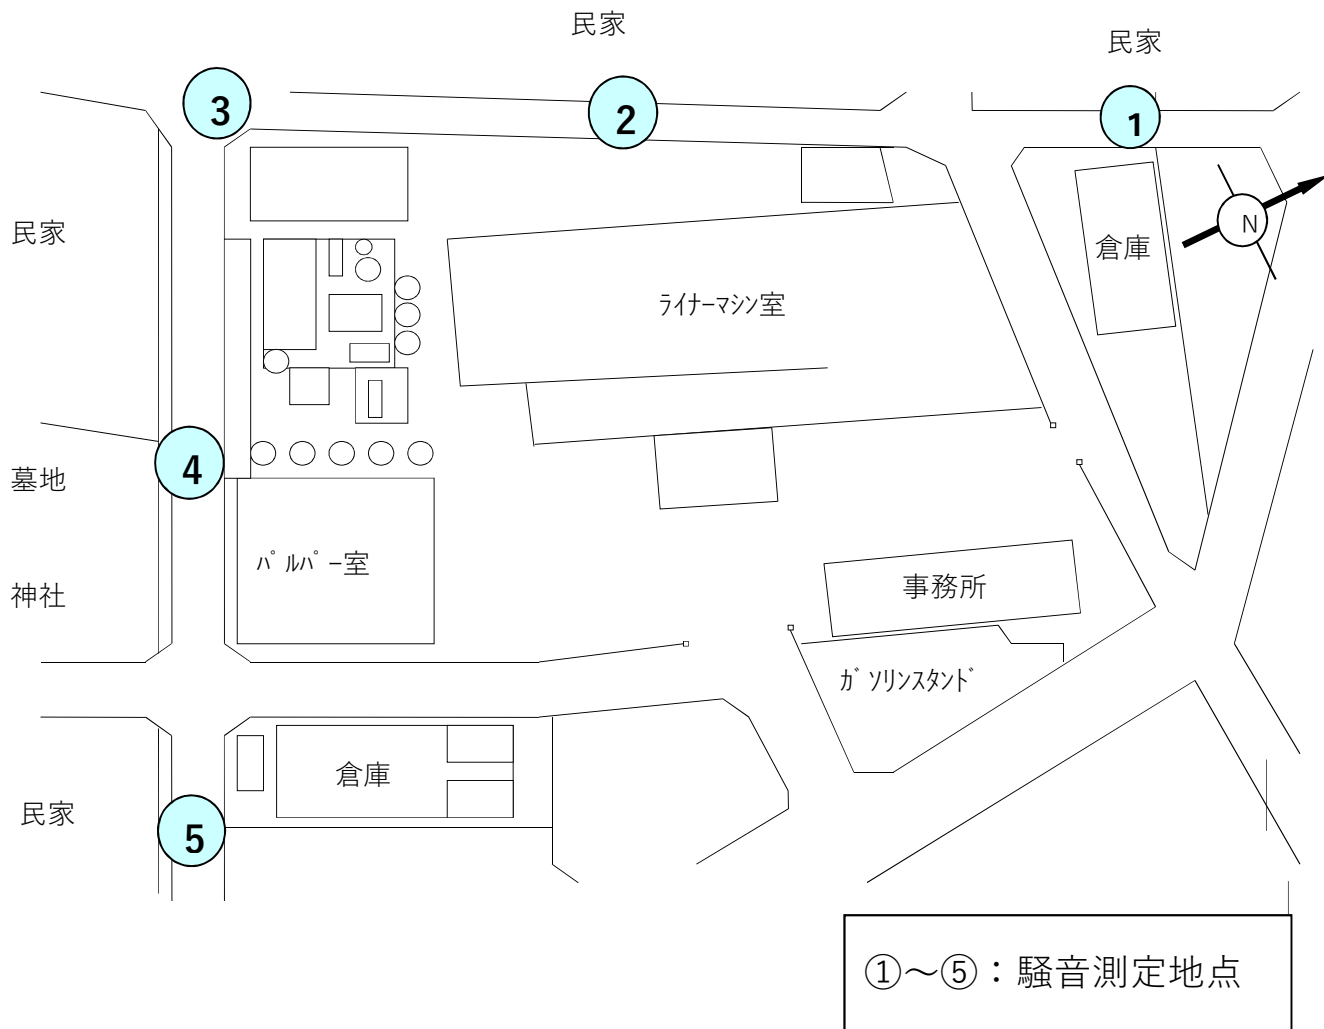 民家
民家
3
2
1
民家
倉庫
N
ﾗｲﾅｰﾏｼﾝ室
4
墓地
ﾊﾟﾙﾊﾟｰ室
神社
事務所
ｶﾞｿﾘﾝｽﾀﾝﾄﾞ
倉庫
民家
5
①～⑤：騒音測定地点